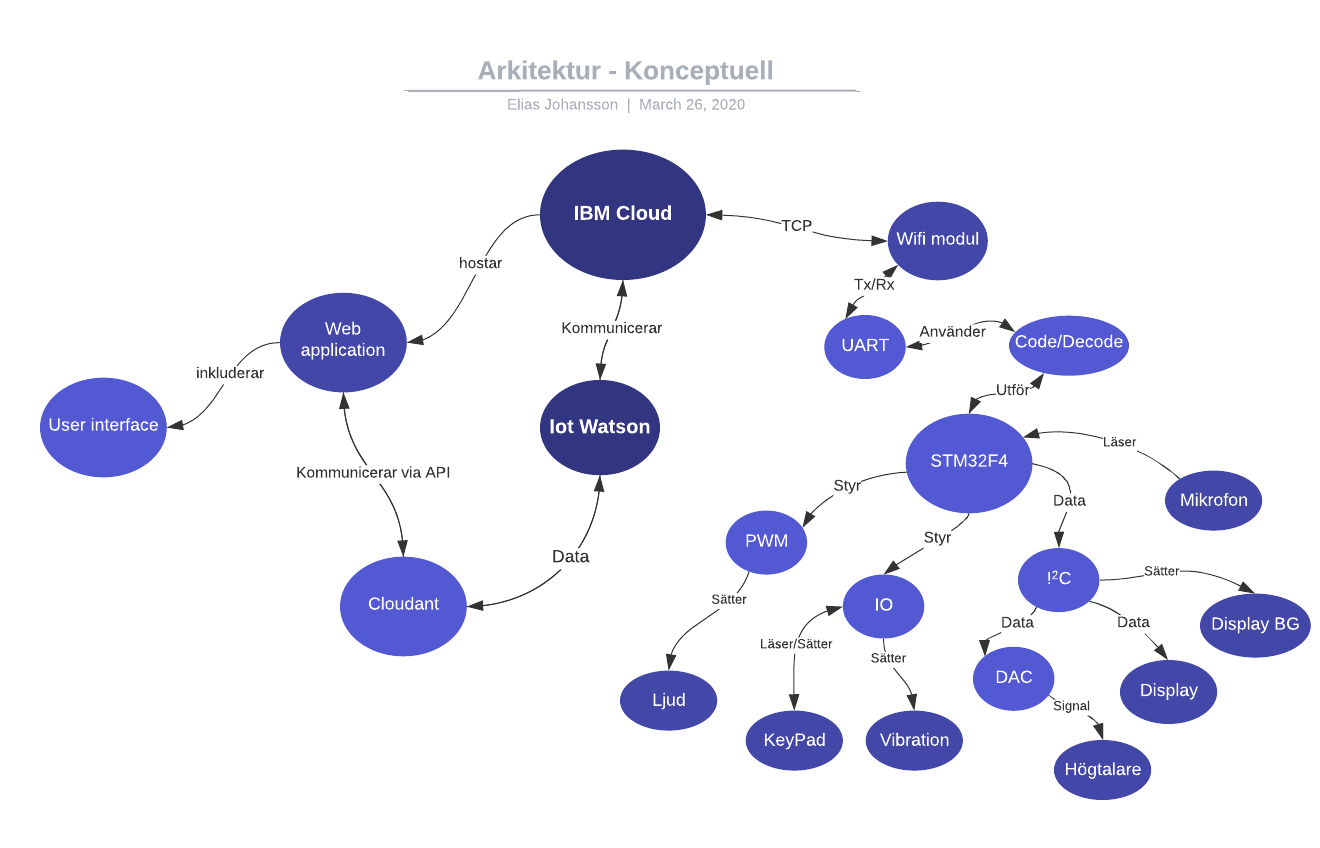 Arkitektur - Konceptuell
Elias Johansson | March 26, 2020
IBM Cloud
TCP
Wifi modul
hostar
Tx/Rx
Kommunicerar
Web
application
UART
Använder
Code/Decode
inkluderar
Utför
User interface
Iot Watson
STM32F4
Läser
Kommunicerar via API
Styr
Data
Mikrofon
PWM
Styr
Data
!²C
Sätter
Cloudant
Sätter
IO
Data
Data
Display BG
Läser/Sätter
Sätter
DAC
Display
Ljud
Signal
KeyPad
Vibration
Högtalare